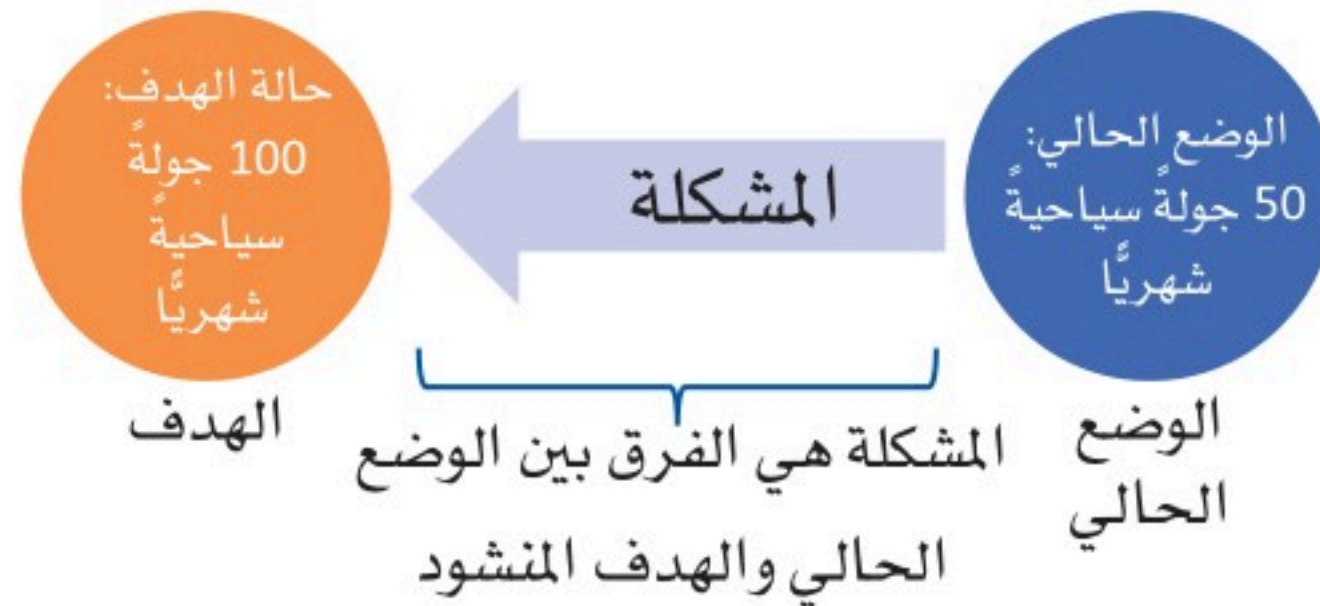 الوضع الحالي:
50 جولةً سياحيةً
شهريًّا
المشكلة
حالة الهدف:
100 جولةً
سياحيةً
شهريًّا
الوضع
الحالي
المشكلة هي الفرق بين الوضع
الحالي والهدف المنشود
الهدف